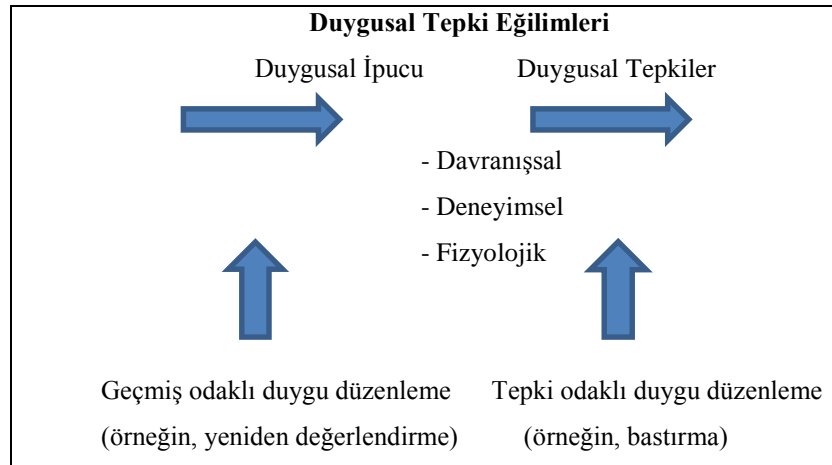 Duygusal Tepki Eğilimleri
Duygusal İpucu Duygusal Tepkiler
- Davranışsal
- Deneyimsel
- Fizyolojik
Geçmiş odaklı duygu düzenleme Tepki odaklı duygu düzenleme
(örneğin, yeniden değerlendirme) (örneğin, bastırma)